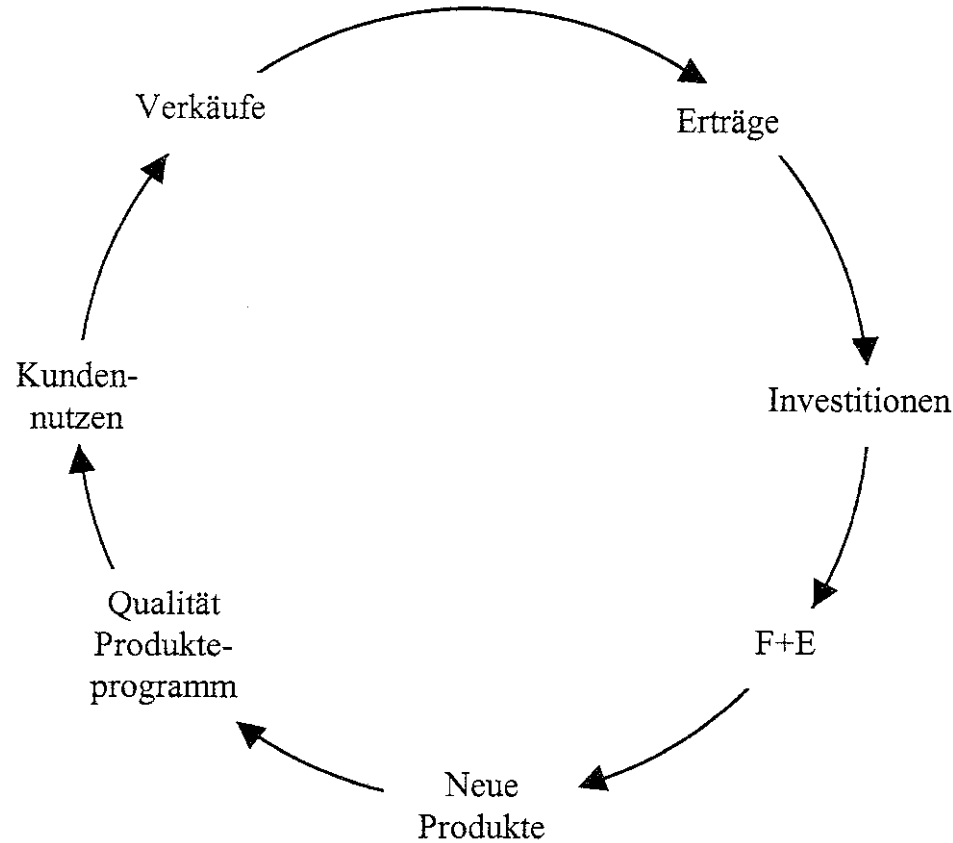 Verkäufe
Erträge
Kunden-
nutzen
Investitionen
Qualität
Produkte-
programm
F+E
Neue
Produkte